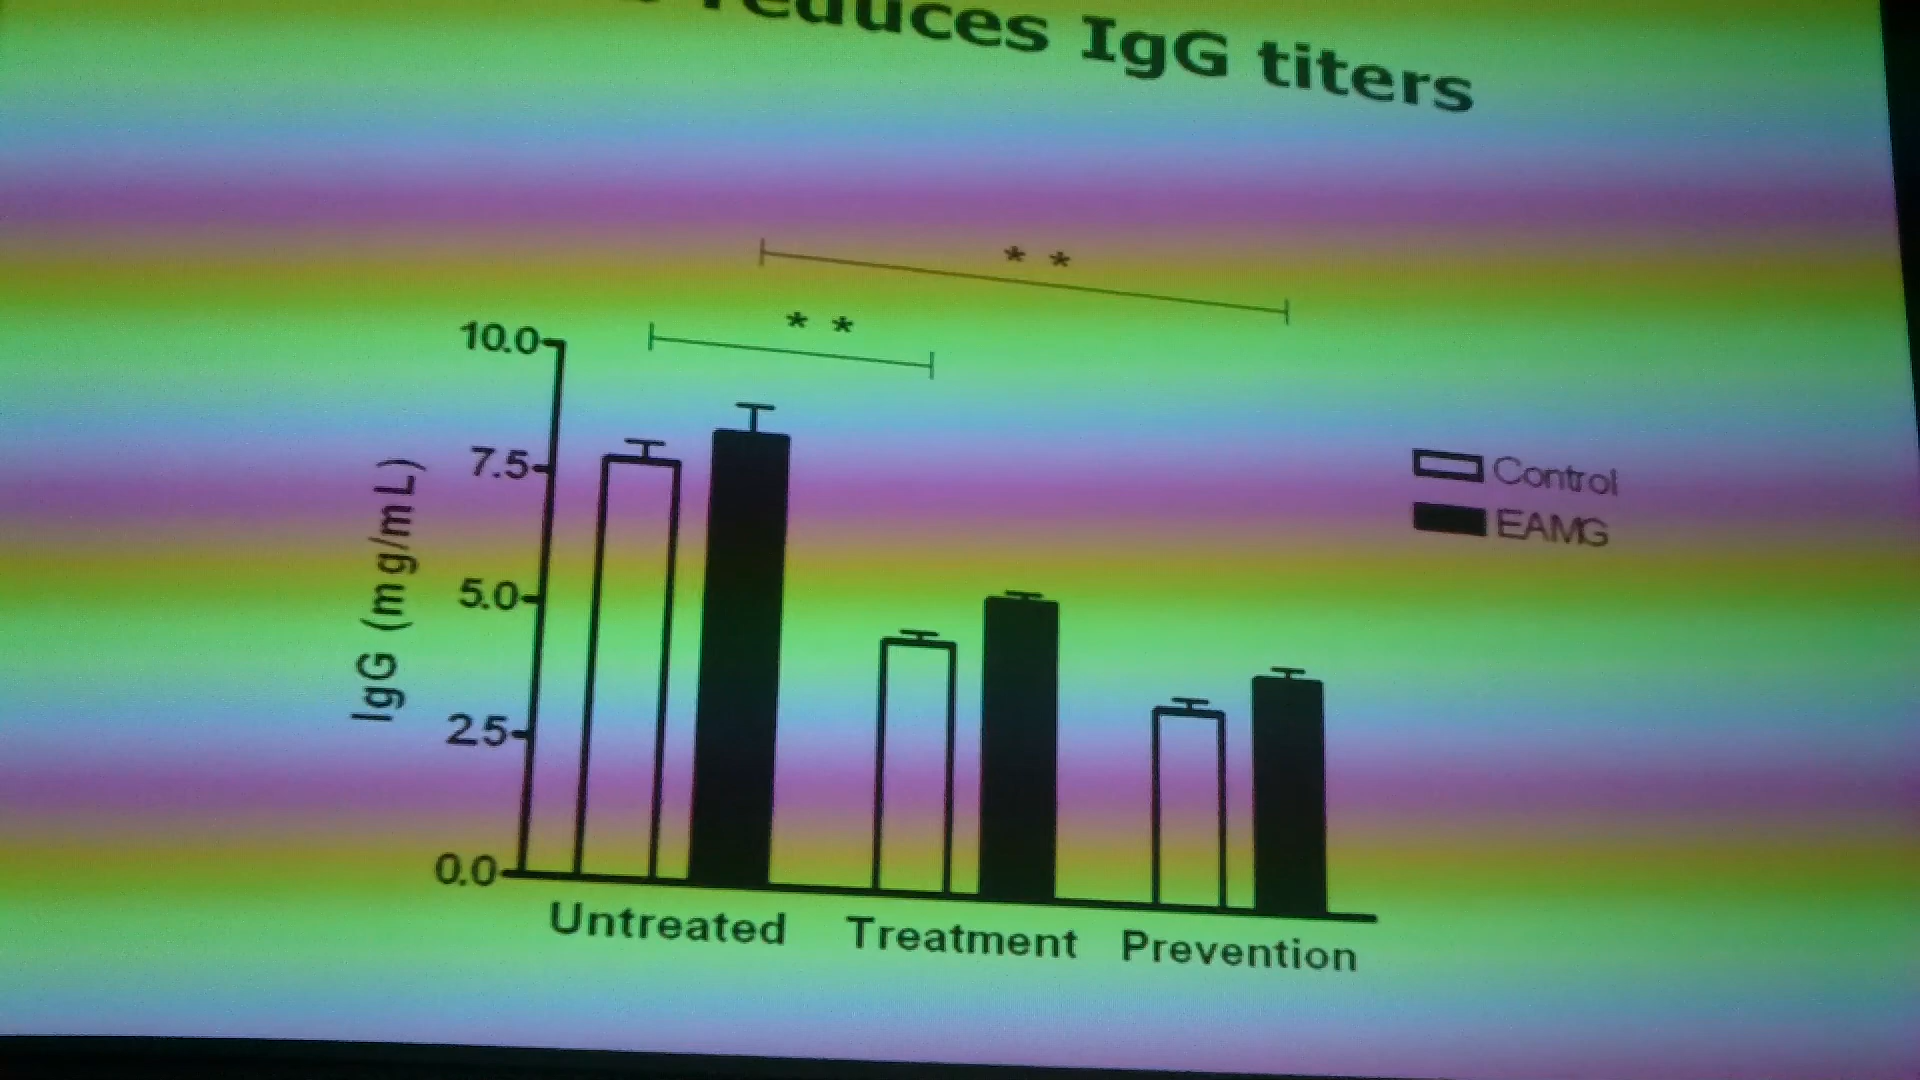 reduces IgG titers
* *
* *
10.0
7.5
5.0
2.5
0.0
IgG (mg/mL)
Control
EAMG
Untreated Treatment Prevention